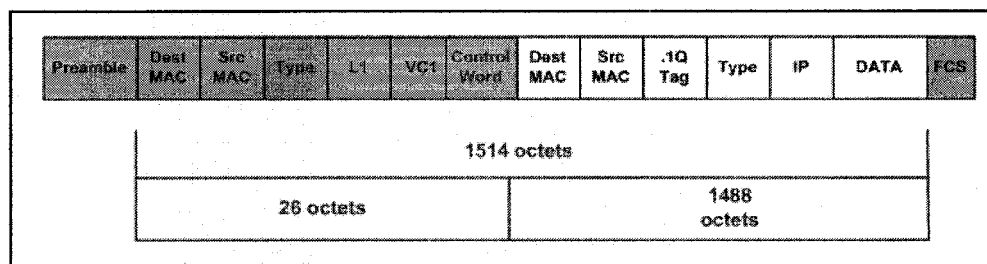 Preamble Dest MAC Src MAC Type L1 VC1 Control Word Dest MAC Src MAC .1Q Tag Type IP DATA FCS
1514 octets
26 octets 1488 octets